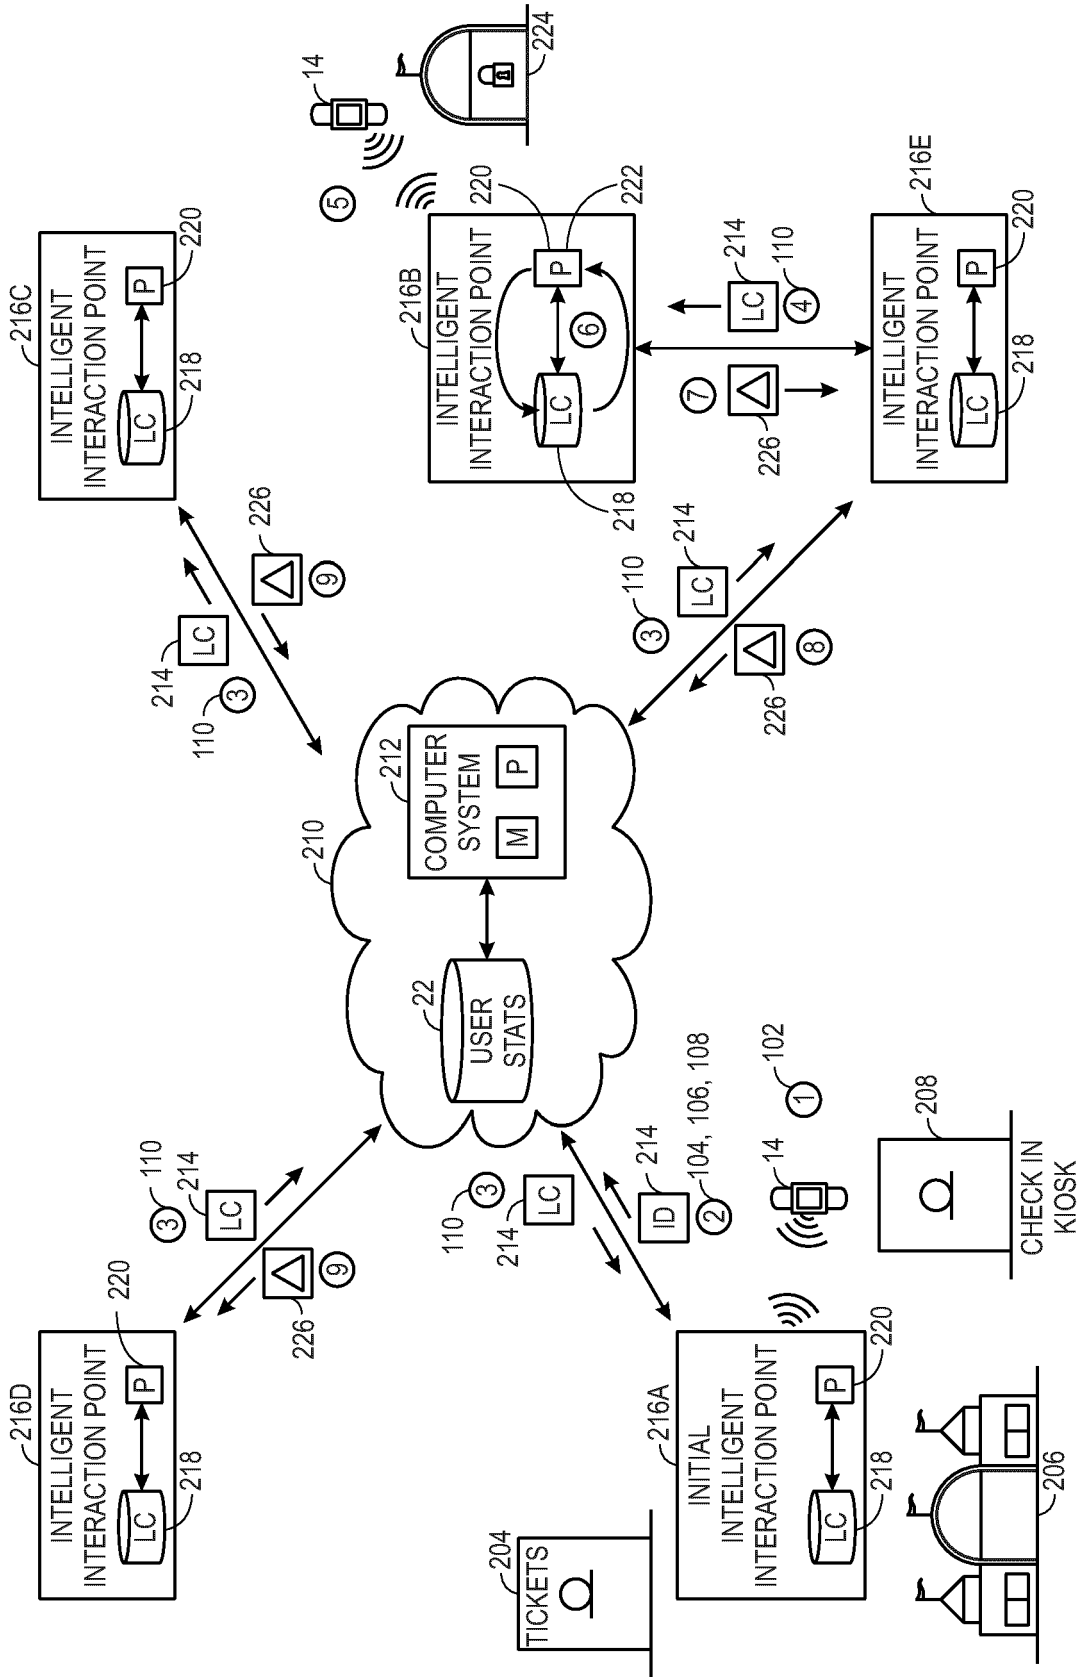 216D
INTELLIGENT
INTERACTION POINT
LC
P
218
220
110
3
214
LC
226
9
216C
INTELLIGENT
INTERACTION POINT
LC
P
218
220
214
LC
110
3
226
9
210
22
USER
STATS
212
COMPUTER
SYSTEM
M
P
14
5
224
216B
INTELLIGENT
INTERACTION POINT
220
P
222
LC
6
218
7
226
214
LC
4
110
216E
INTELLIGENT
INTERACTION POINT
LC
P
218
220
110
3
214
LC
226
8
204
TICKETS
110
3
214
LC
ID
214
2
104, 106, 108
216A
INITIAL
INTELLIGENT
INTERACTION POINT
LC
P
218
220
14
1
102
208
CHECK IN
KIOSK
206